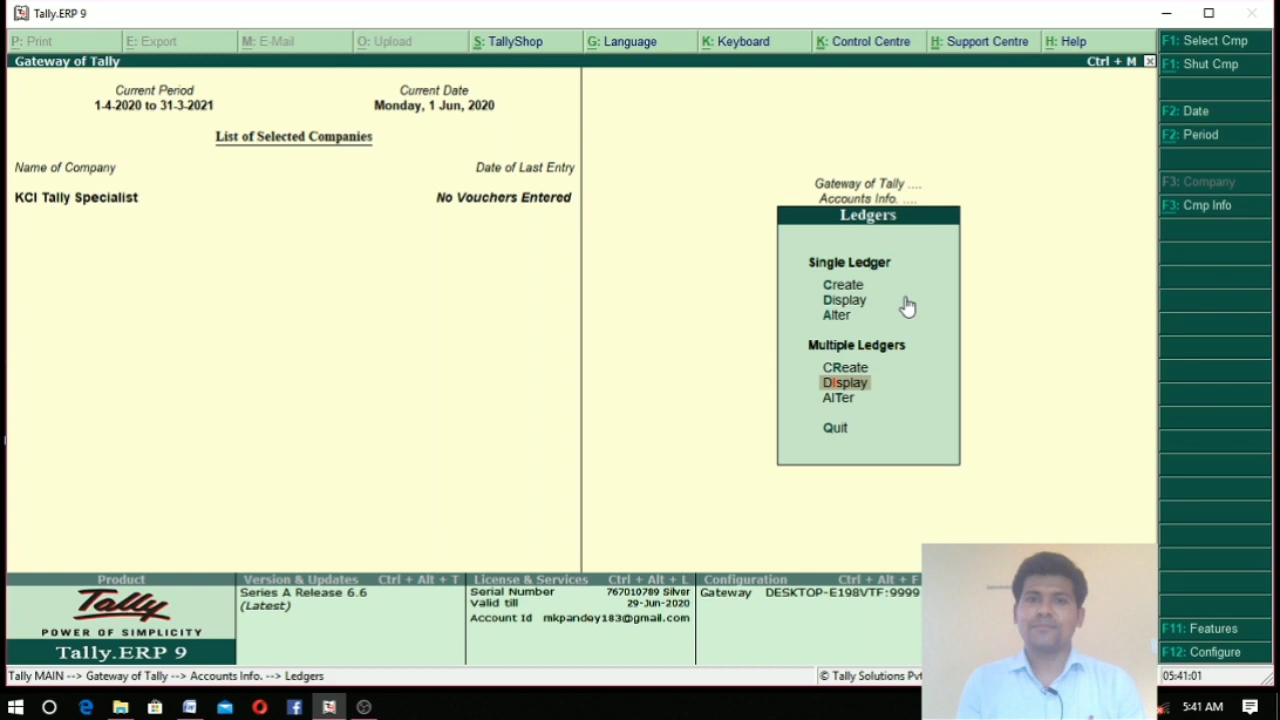 Tally.ERP 9
P: Print E: Export M: E-Mail O: Upload S: TallyShop G: Language K: Keyboard K: Control Centre H: Support Centre H: Help
Gateway of Tally Ctrl + M
Current Period Current Date
1-4-2020 to 31-3-2021 Monday, 1 Jun, 2020
List of Selected Companies
Name of Company Date of Last Entry
KCI Tally Specialist No Vouchers Entered
Gateway of Tally ....
Accounts Info. ....
Ledgers
Single Ledger
Create
Display
Alter
Multiple Ledgers
CReate
DIsplay
AlTer
Quit
F1: Select Cmp
F1: Shut Cmp
F2: Date
F2: Period
F3: Company
F3: Cmp Info
F11: Features
F12: Configure
Product
Tally
POWER OF SIMPLICITY
Tally.ERP 9
Version & Updates Ctrl + Alt + T
Series A Release 6.6
(Latest)
License & Services Ctrl + Alt + L
Serial Number 767010789 Silver
Valid till 29-Jun-2020
Account Id mkpandey183@gmail.com
Configuration Ctrl + Alt + F
Gateway DESKTOP-E198VTF:9999
Tally MAIN --> Gateway of Tally --> Accounts Info. --> Ledgers © Tally Solutions Pvt 05:41:01
5:41 AM